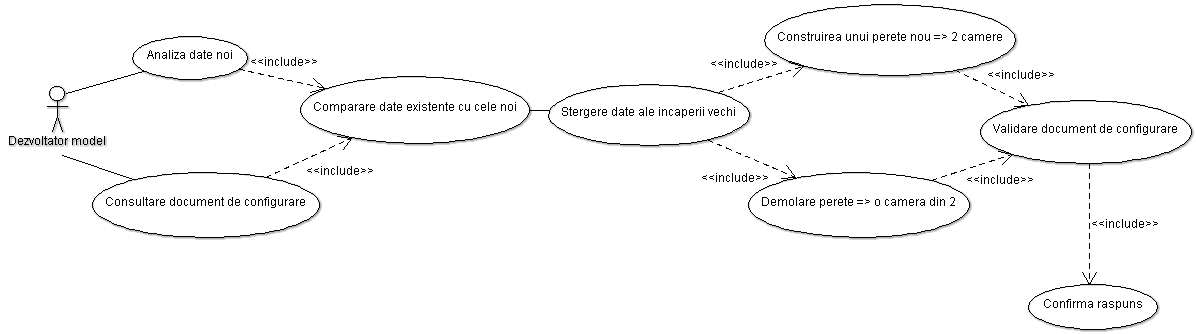 Analiza date noi
<<include>>
Dezvoltator model
Comparare date existente cu cele noi
<<include>>
Consultare document de configurare
Stergere date ale incaperii vechi
<<include>>
Construirea unui perete nou => 2 camere
<<include>>
<<include>>
Demolare perete => o camera din 2
<<include>>
Validare document de configurare
<<include>>
Confirma raspuns